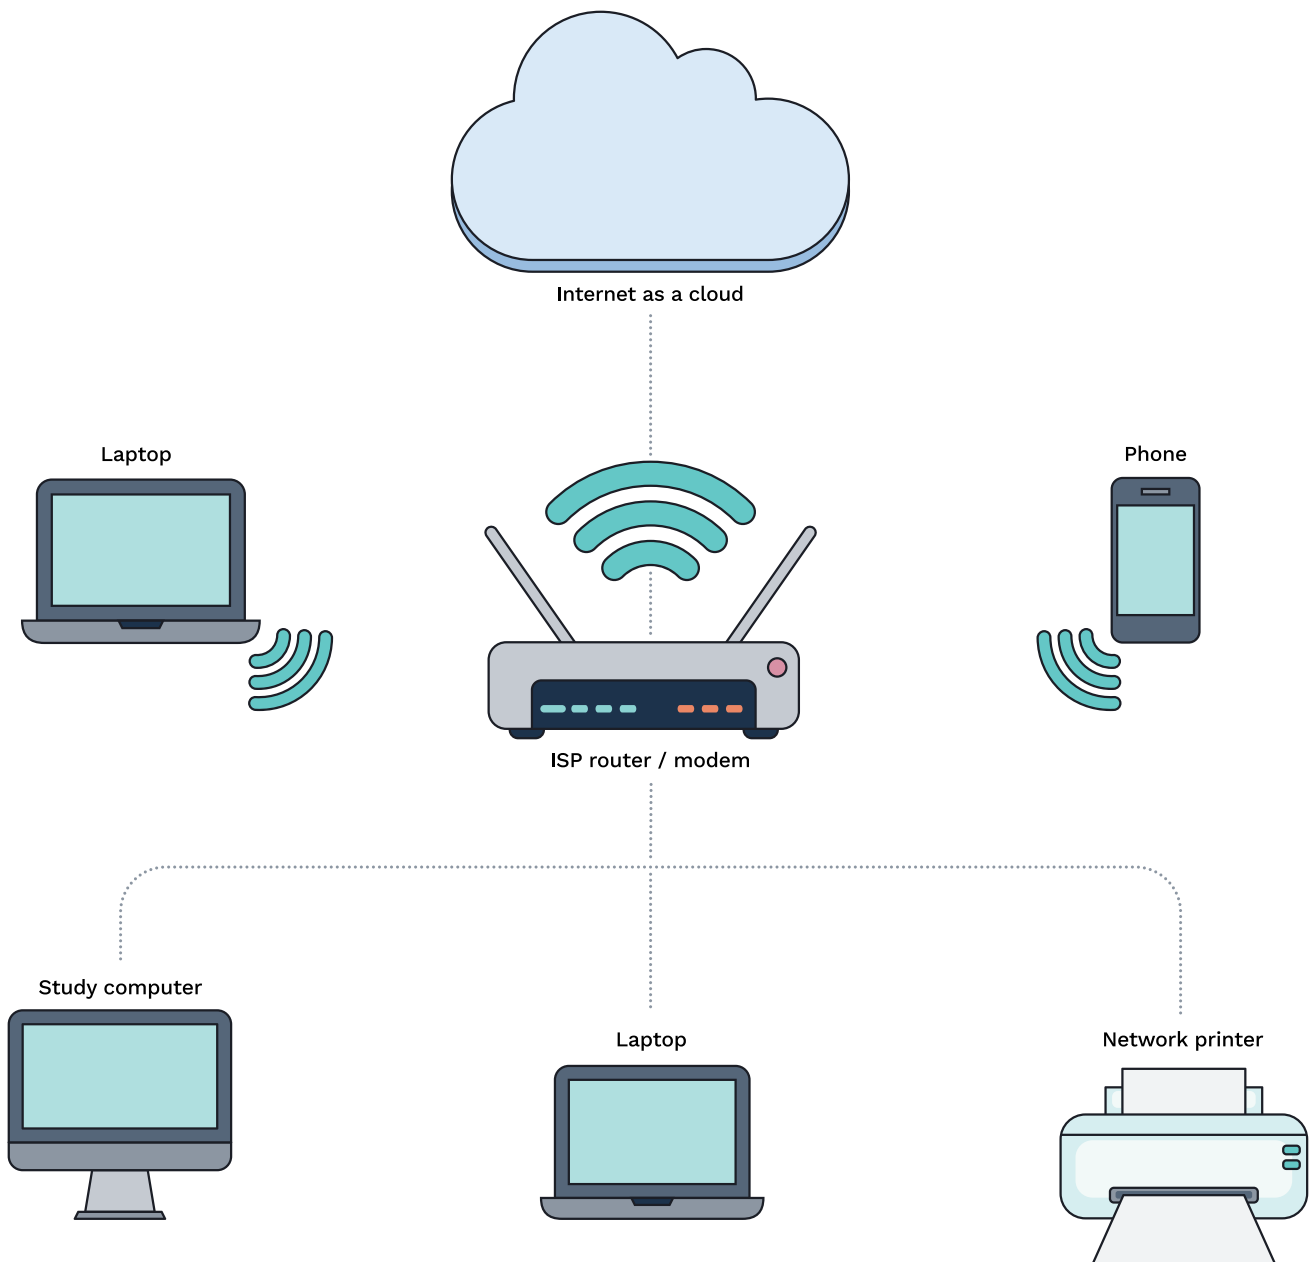 Internet as a cloud
Laptop
Phone
ISP router / modem
Study computer
Laptop
Network printer